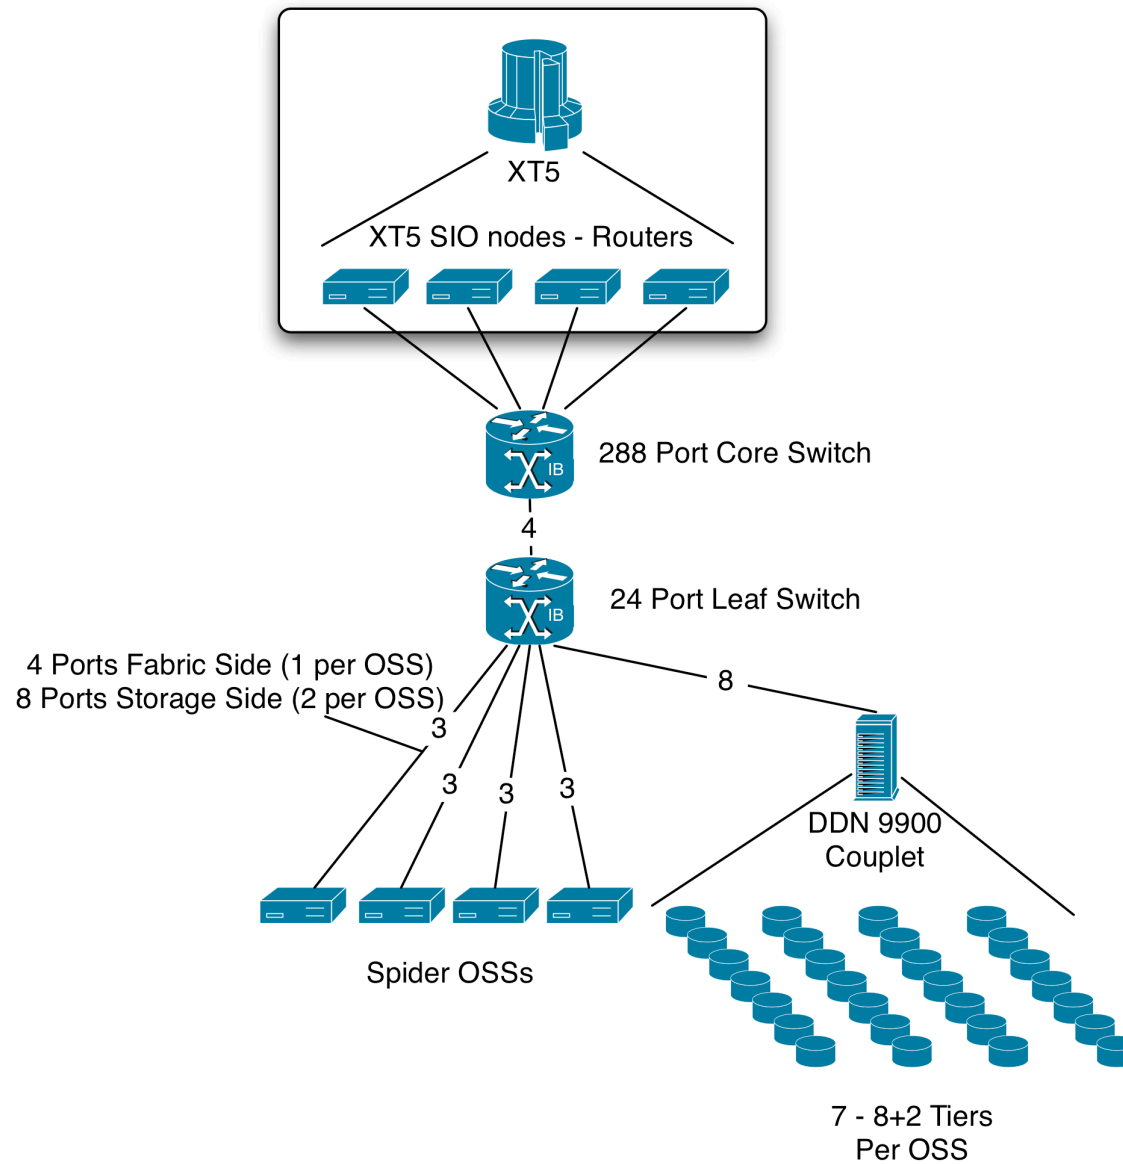 XT5
XT5 SIO nodes - Routers
IB
288 Port Core Switch
4
IB
24 Port Leaf Switch
4 Ports Fabric Side (1 per OSS)
8 Ports Storage Side (2 per OSS)
8
3
3
3
3
DDN 9900
Couplet
Spider OSSs
7 - 8+2 Tiers
Per OSS